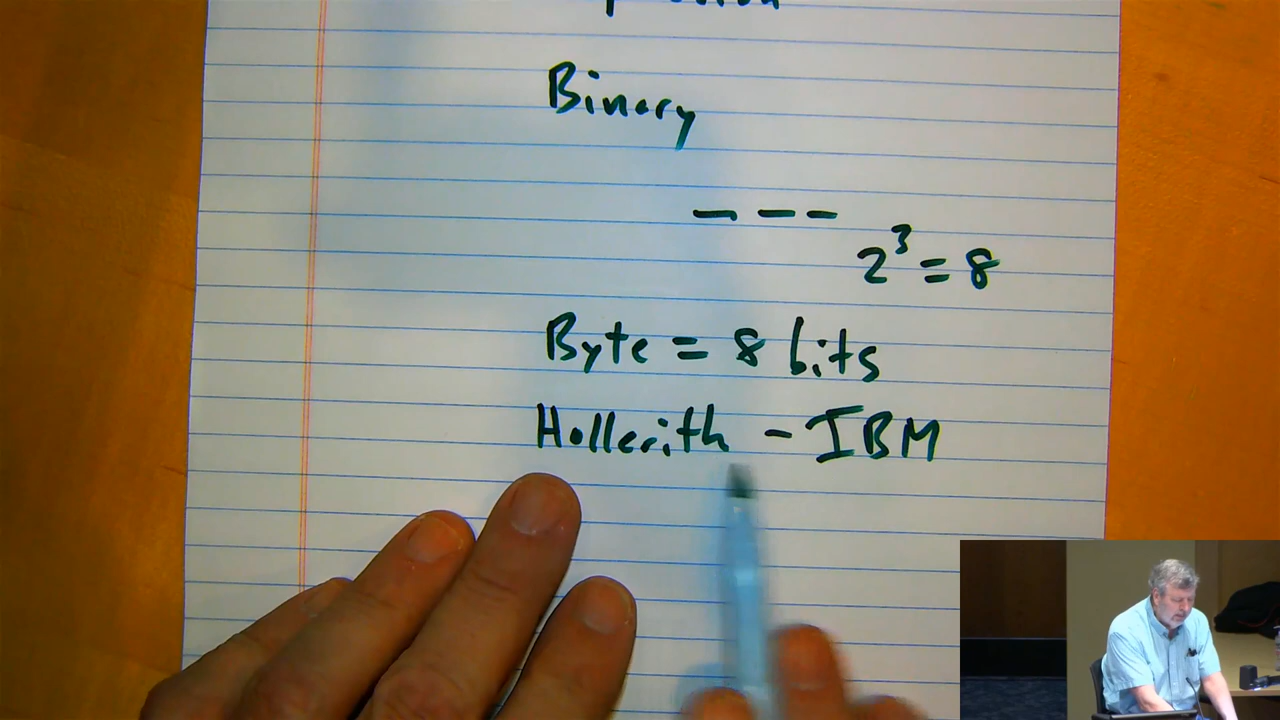 Binary
_ _ _
2³ = 8
Byte = 8 bits
Hollerith - IBM